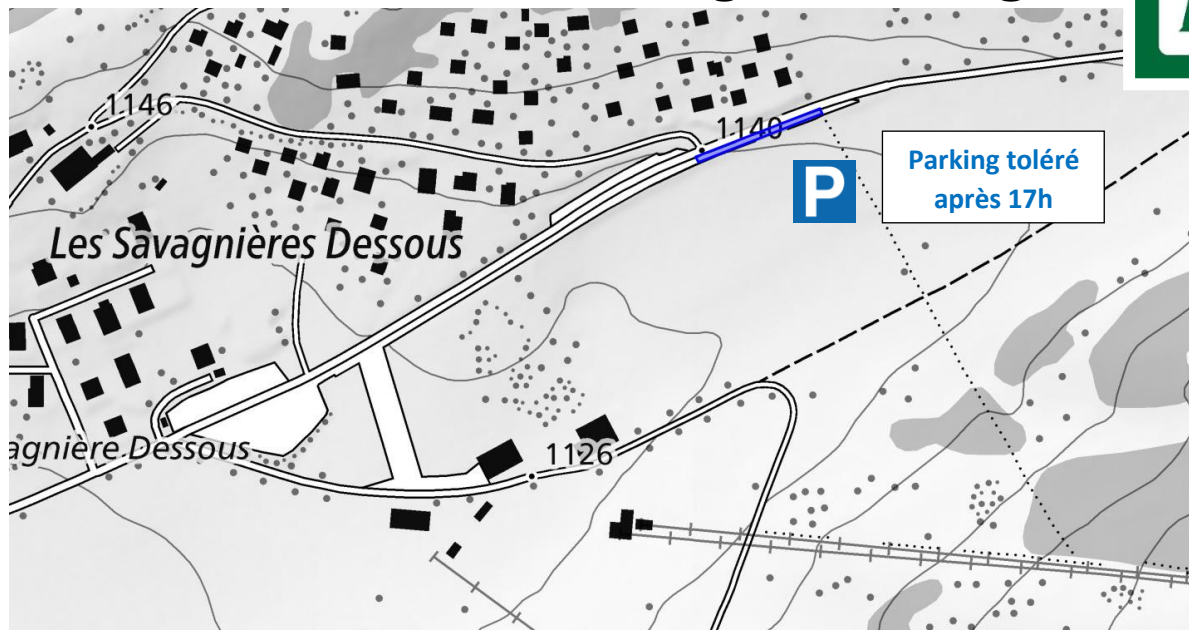 1146
1140
P
Parking toléré
après 17h
Les Savagnières Dessous
agnière Dessous
1126